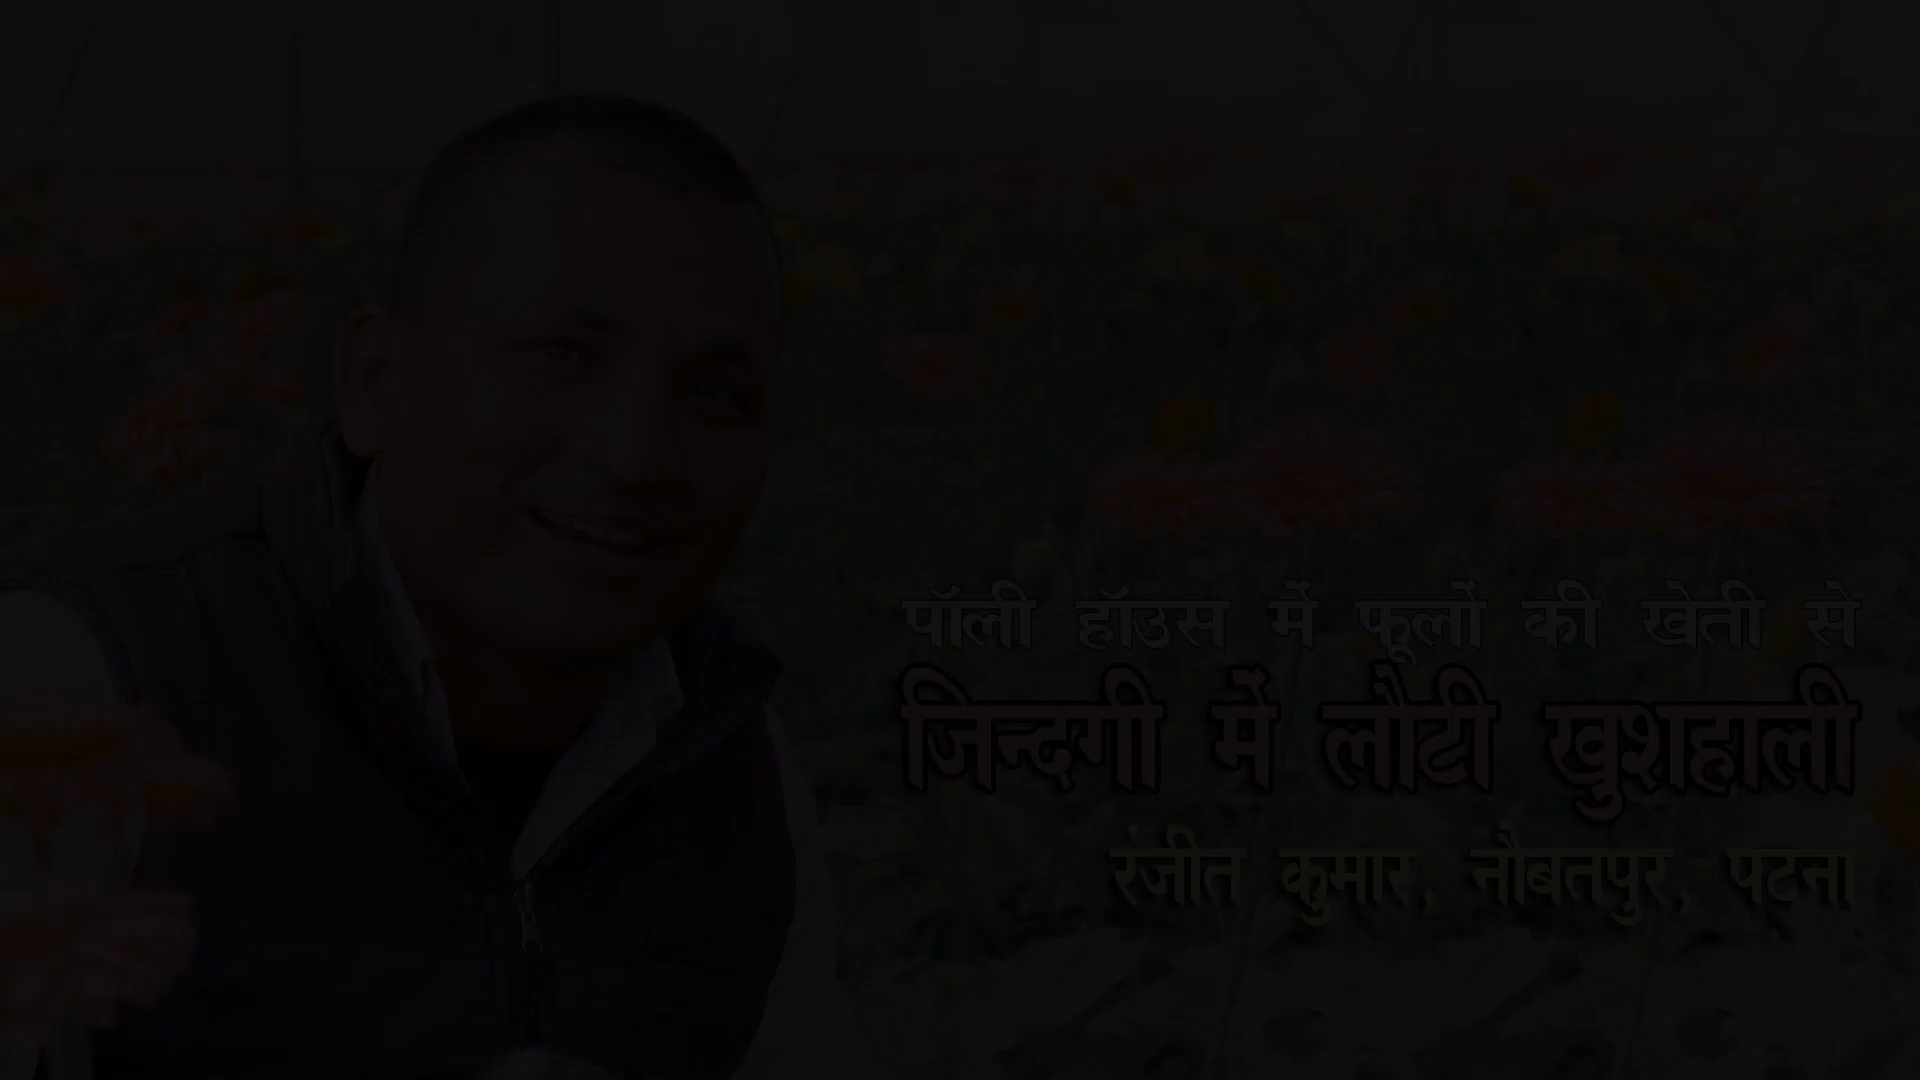 पॉली हॉउस में फूलों की खेती से
जिन्दगी में लौटी खुशहाली
रंजीत कुमार, नौबतपुर, पटना